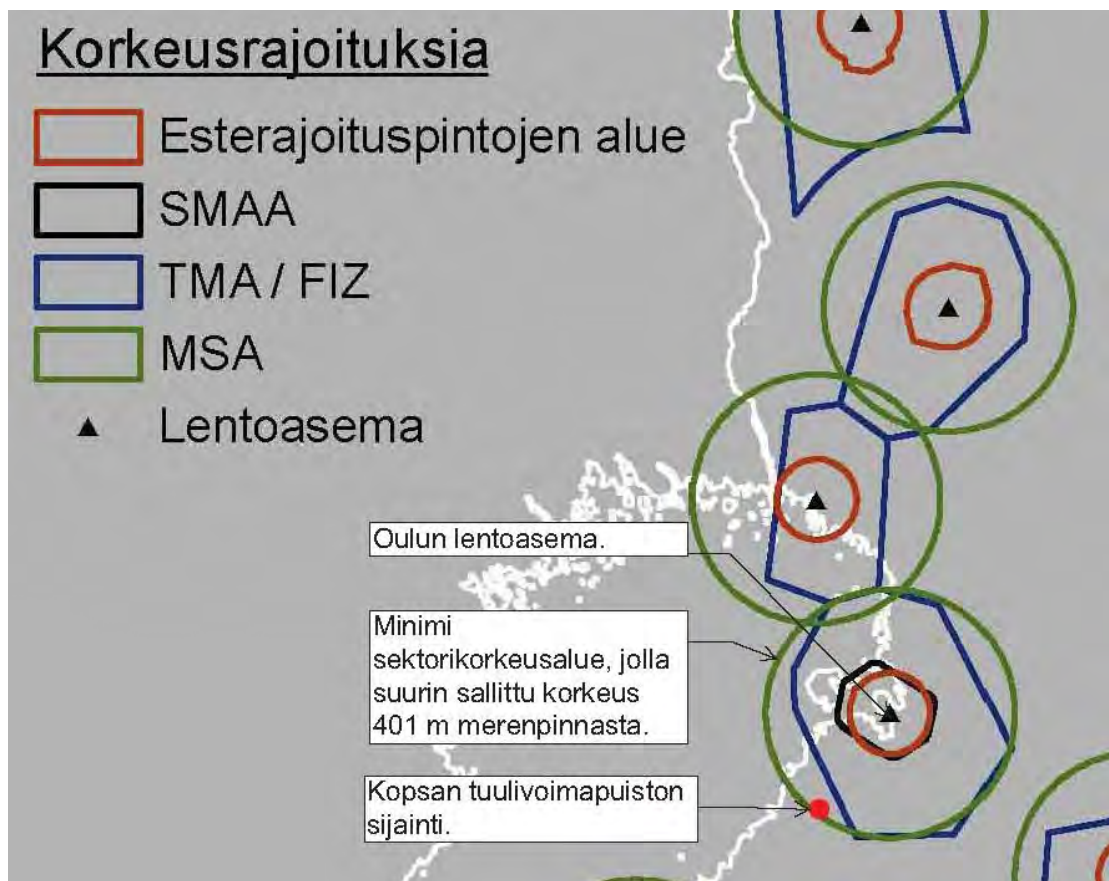 Korkeusrajoituksia
Esterajoituspintojen alue
SMAA
TMA / FIZ
MSA
Lentoasema
Oulun lentoasema.
Minimi
sektorikorkeusalue, jolla
suurin sallittu korkeus
401 m merenpinnasta.
Kopsan tuulivoimapuiston
sijainti.